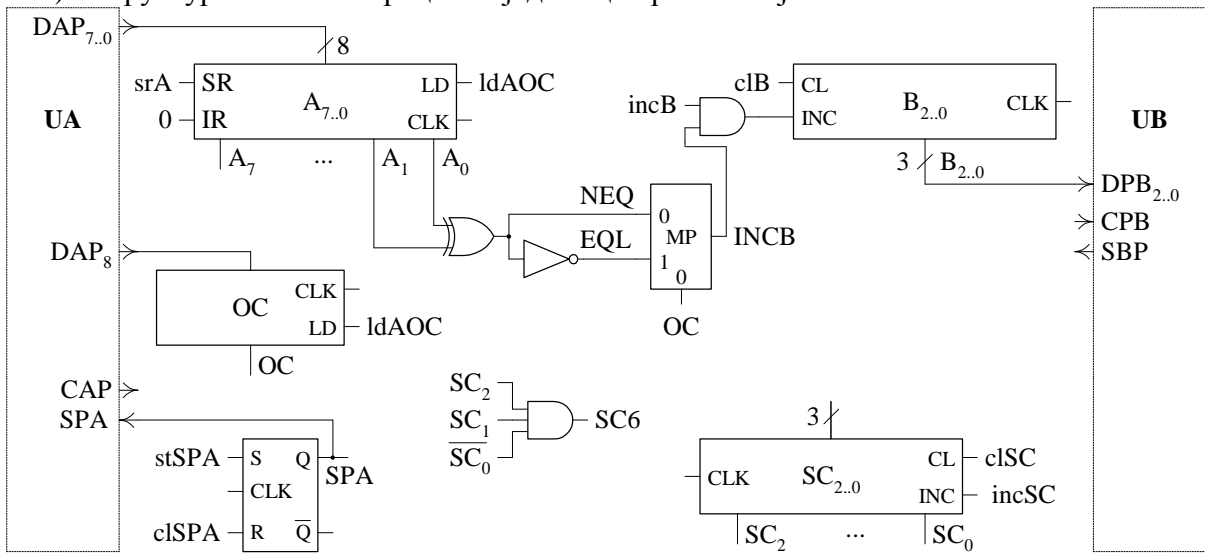 DAP7..0
8
srA
SR
LD
ldAOC
A7..0
0
IR
CLK
A7
...
A1
A0
UA
clB
CL
incB
INC
B2..0
CLK
3
B2..0
UB
DPB2..0
CPB
SBP
NEQ
0
MP
INCB
EQL
1
0
OC
DAP8
CLK
OC
LD
ldAOC
OC
CAP
SPA
stSPA
S
Q
SPA
CLK
clSPA
R
Q̅
SC2
SC1
S̅C̅0̅
SC6
3
CLK
SC2..0
CL
clSC
INC
incSC
SC2
...
SC0